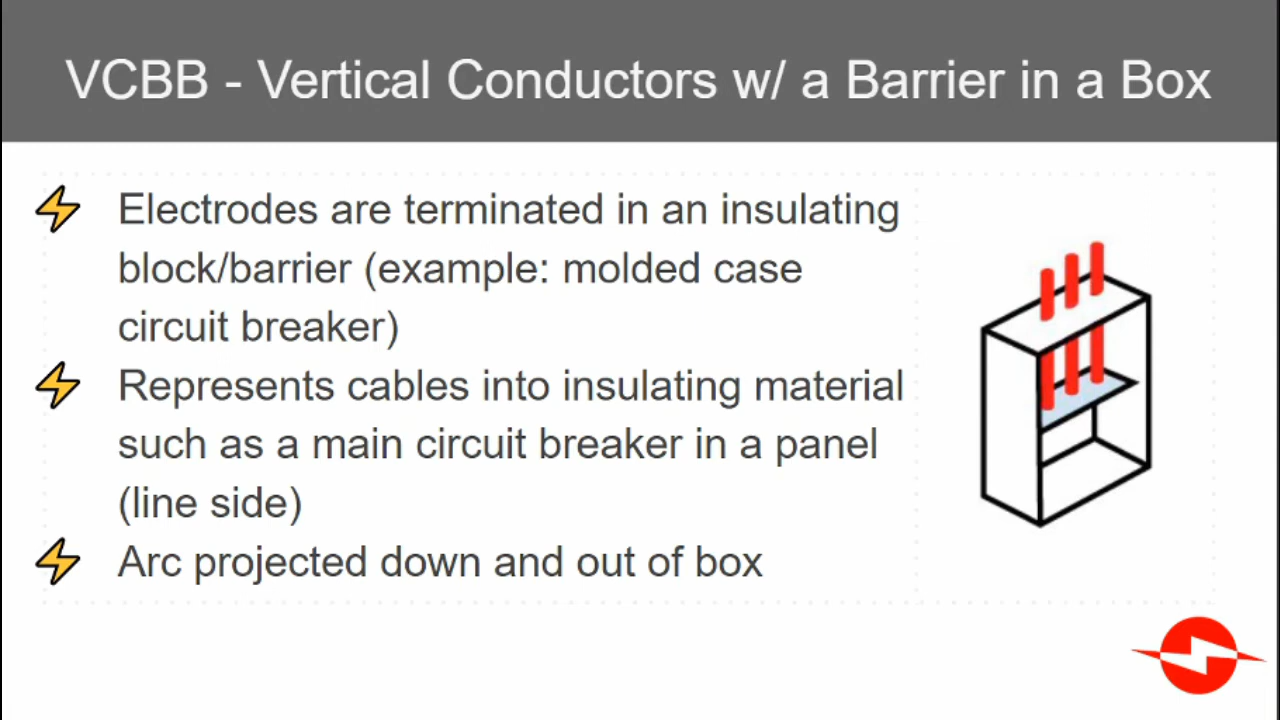 VCBB - Vertical Conductors w/ a Barrier in a Box
Electrodes are terminated in an insulating
block/barrier (example: molded case
circuit breaker)
Represents cables into insulating material
such as a main circuit breaker in a panel
(line side)
Arc projected down and out of box